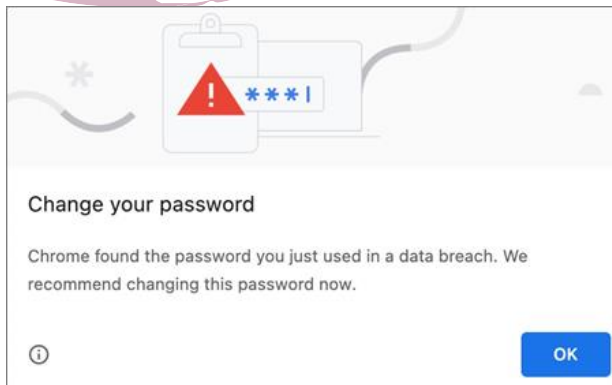 ! ***|
Change your password
Chrome found the password you just used in a data breach. We
recommend changing this password now.
OK